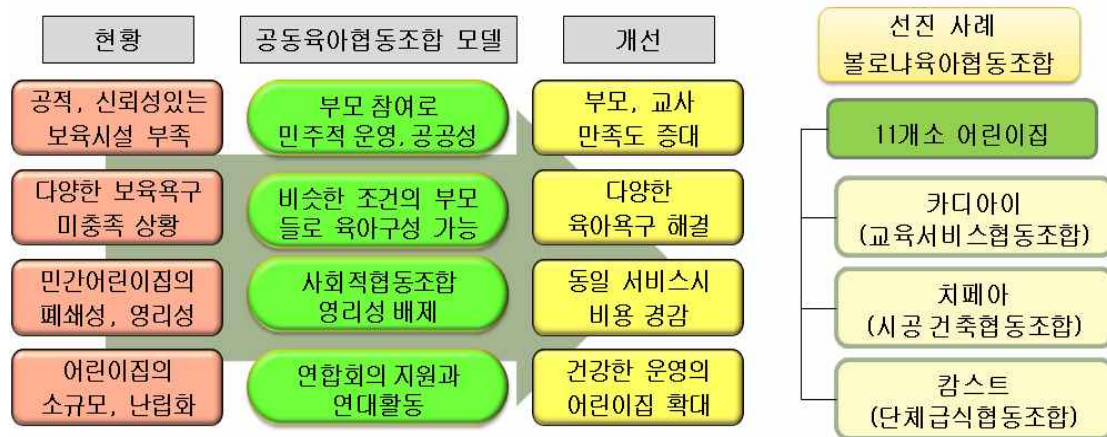 현황
공동육아협동조합 모델
개선
공적, 신뢰성있는
보육시설 부족
부모 참여로
민주적 운영, 공공성
부모, 교사
만족도 증대
다양한 보육욕구
미충족 상황
비슷한 조건의 부모
들로 육아구성 가능
다양한
육아욕구 해결
민간어린이집의
폐쇄성, 영리성
사회적협동조합
영리성 배제
동일 서비스시
비용 경감
어린이집의
소규모, 난립화
연합회의 지원과
연대활동
건강한 운영의
어린이집 확대
선진 사례
볼로냐육아협동조합
11개소 어린이집
카디아이
(교육서비스협동조합)
치페아
(시공 건축협동조합)
캄스트
(단체급식협동조합)